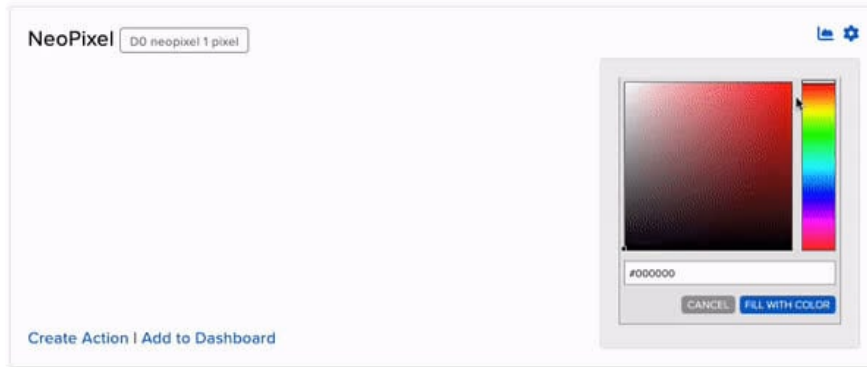 NeoPixel D0 neopixel 1 pixel
#000000
CANCEL FILL WITH COLOR
Create Action | Add to Dashboard